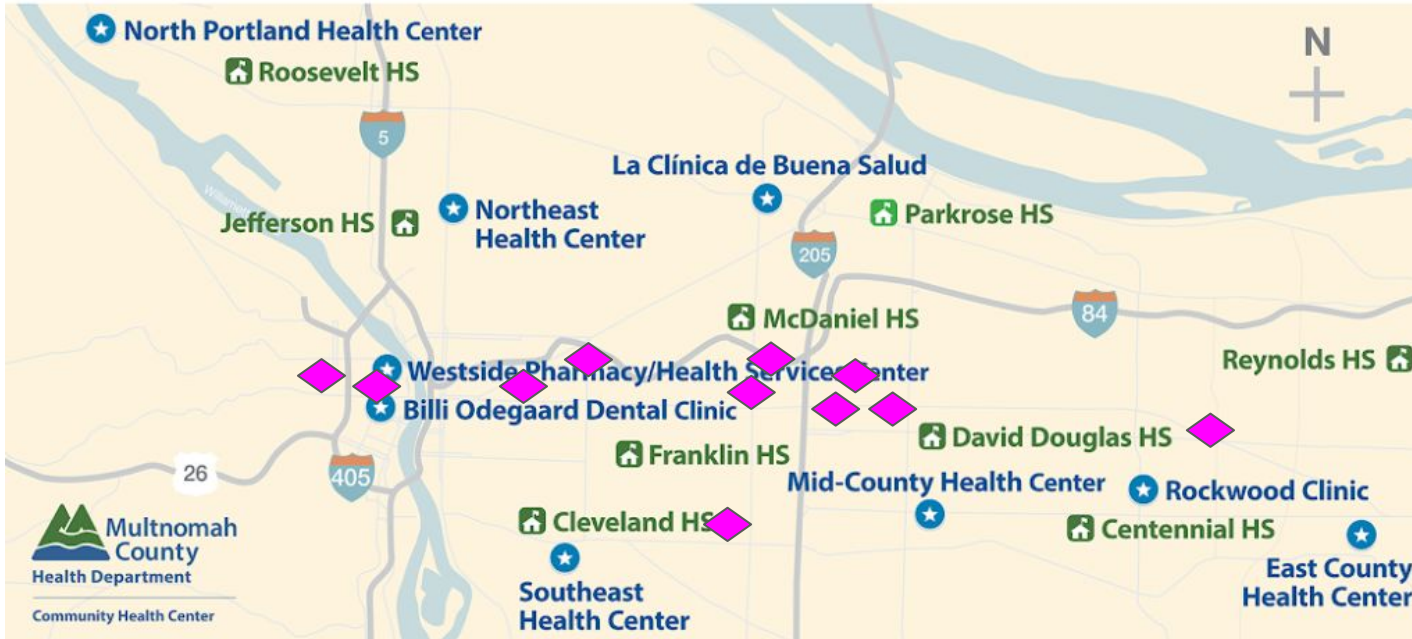 North Portland Health Center
Roosevelt HS
N
5
La Clínica de Buena Salud
Jefferson HS
Northeast
Health Center
Parkrose HS
205
McDaniel HS
84
Westside Pharmacy/Health Services Center
Reynolds HS
Billi Odegaard Dental Clinic
David Douglas HS
Franklin HS
26
405
Mid-County Health Center
Rockwood Clinic
Cleveland HS
Centennial HS
Multnomah
County
Health Department
Community Health Center
Southeast
Health Center
East County
Health Center